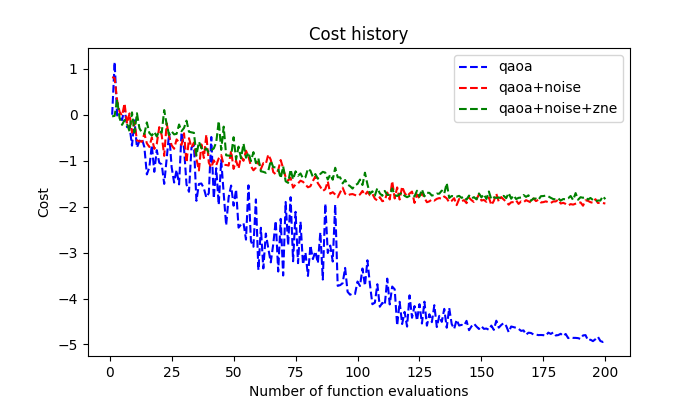 Cost history
qaoa
qaoa+noise
qaoa+noise+zne
Cost
1
0
−1
−2
−3
−4
−5
0 25 50 75 100 125 150 175 200
Number of function evaluations